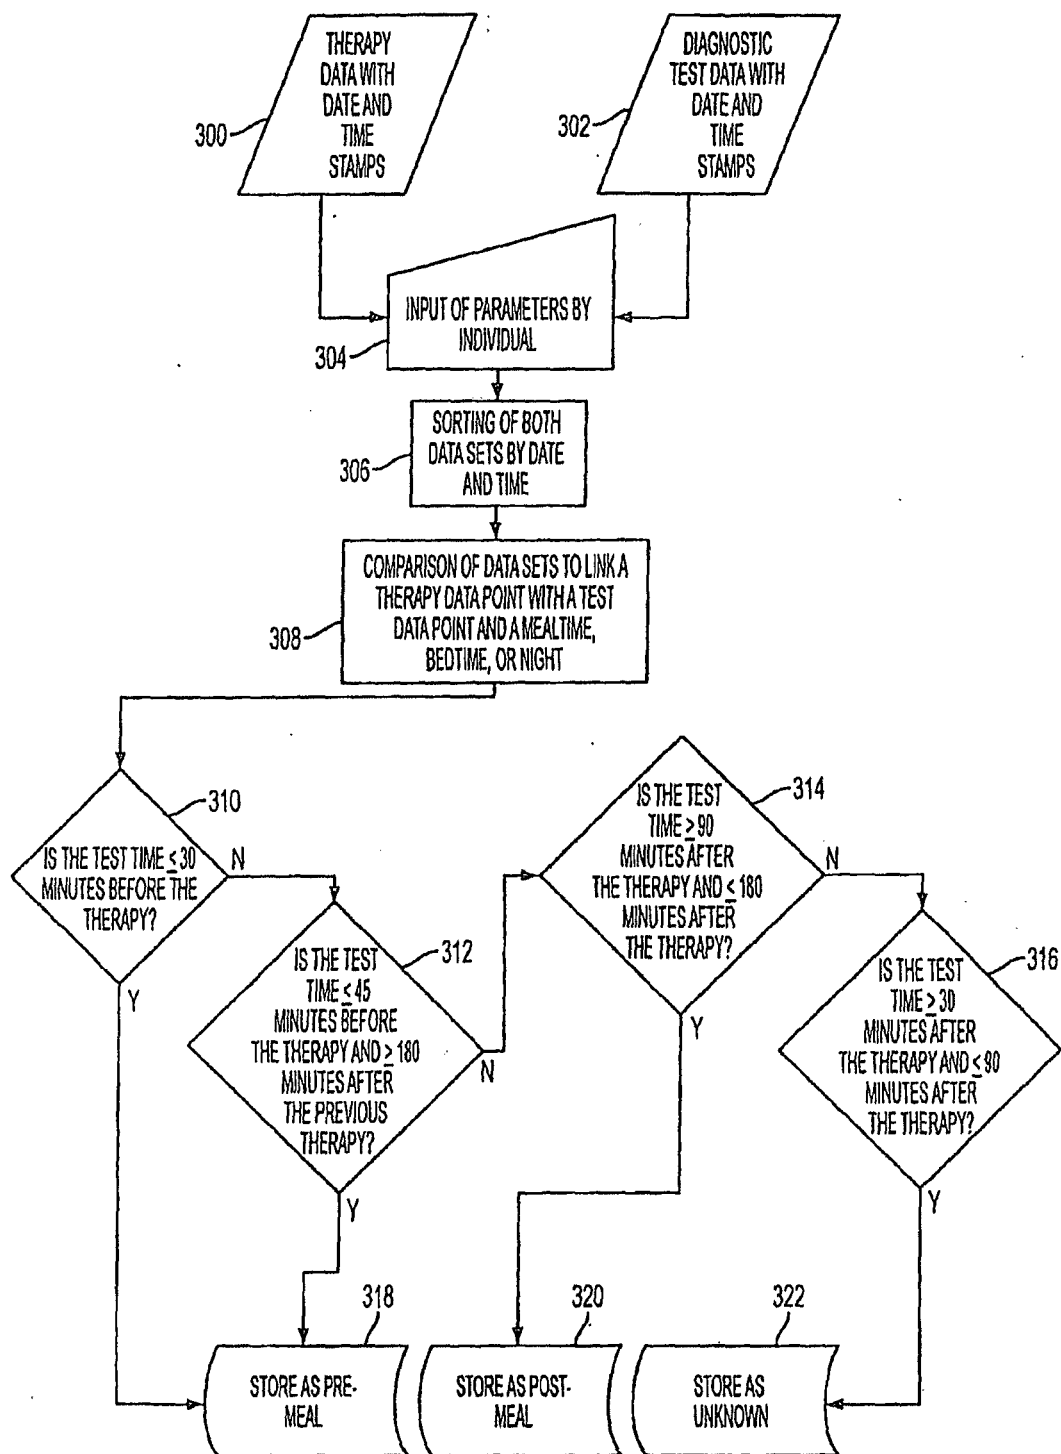 THERAPY
DATA WITH
DATE AND
TIME
STAMPS
300
DIAGNOSTIC
TEST DATA WITH
DATE AND
TIME
STAMPS
302
INPUT OF PARAMETERS BY
INDIVIDUAL
304
SORTING OF BOTH
DATA SETS BY DATE
AND TIME
306
COMPARISON OF DATA SETS TO LINK A
THERAPY DATA POINT WITH A TEST
DATA POINT AND A MEALTIME,
BEDTIME, OR NIGHT
308
310
IS THE TEST TIME ≤ 30
MINUTES BEFORE THE
THERAPY?
N
Y
312
IS THE TEST
TIME ≤ 45
MINUTES BEFORE
THE THERAPY AND ≥ 180
MINUTES AFTER
THE PREVIOUS
THERAPY?
N
Y
314
IS THE TEST
TIME ≥ 90
MINUTES AFTER
THE THERAPY AND ≤ 180
MINUTES AFTER
THE THERAPY?
N
Y
316
IS THE TEST
TIME ≥ 30
MINUTES AFTER
THE THERAPY AND ≤ 90
MINUTES AFTER
THE THERAPY?
Y
318
STORE AS PRE-
MEAL
320
STORE AS POST-
MEAL
322
STORE AS
UNKNOWN